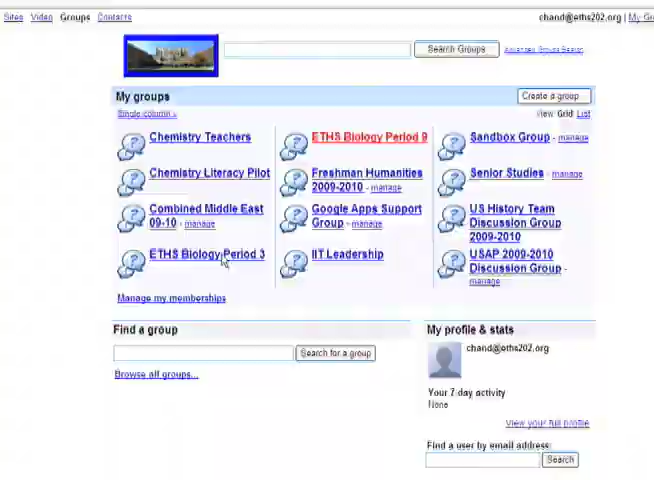 Sites Video Groups Contacts
chand@eths202.org | My Gr
Search Groups Advanced Groups Search
My groups
Create a group
Single column
View Grid List
Chemistry Teachers
ETHS Biology Period 9
Sandbox Group - manage
Chemistry Literacy Pilot
Freshman Humanities
2009-2010 - manage
Senior Studies - manage
Combined Middle East
09-10 - manage
Google Apps Support
Group - manage
US History Team
Discussion Group
2009-2010
ETHS Biology Period 3
IIT Leadership
USAP 2009-2010
Discussion Group -
manage
Manage my memberships
Find a group
Search for a group
Browse all groups...
My profile & stats
chand@eths202.org
Your 7 day activity
None
View your full profile
Find a user by email address:
Search